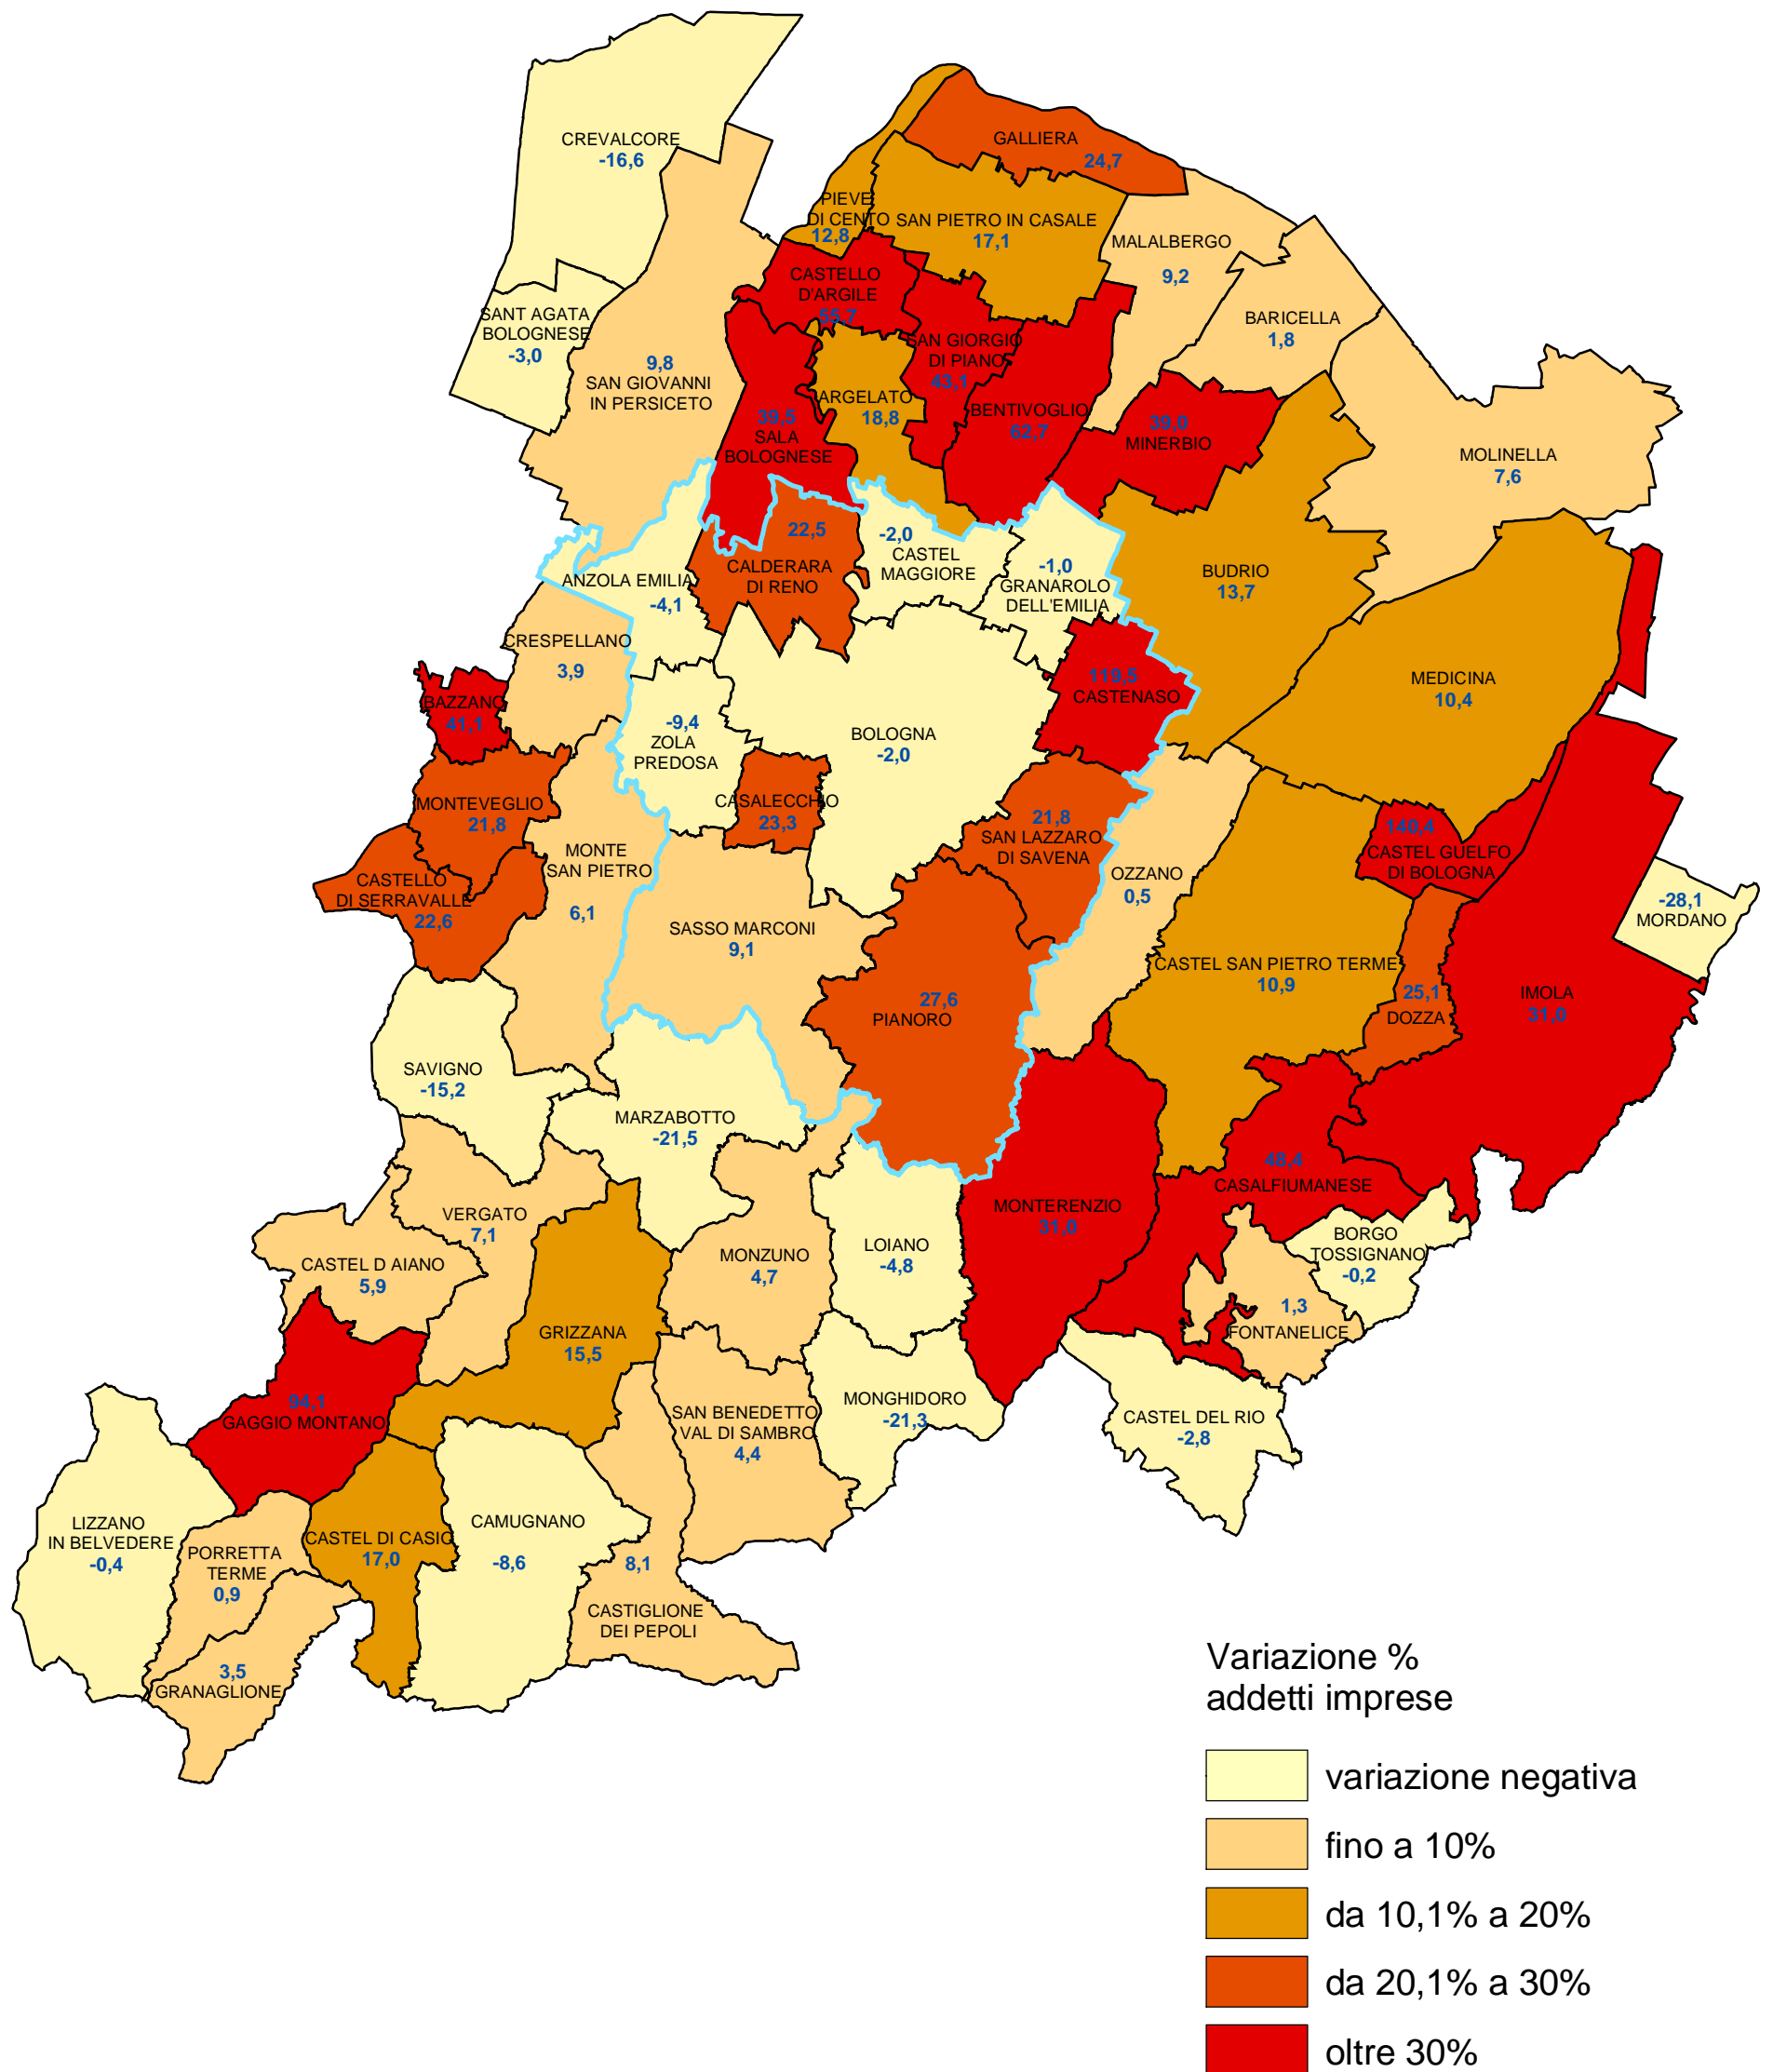 CREVALCORE
-16,6
GALLIERA
24,7
PIEVE
DI CENTO
12,8
SAN PIETRO IN CASALE
17,1
MALALBERGO
9,2
CASTELLO
D'ARGILE
55,7
SANT AGATA
BOLOGNESE
-3,0
BARICELLA
1,8
SAN GIORGIO
DI PIANO
43,1
9,8
SAN GIOVANNI
IN PERSICETO
ARGELATO
18,8
BENTIVOGLIO
62,7
39,5
SALA
BOLOGNESE
39,0
MINERBIO
MOLINELLA
7,6
22,5
CALDERARA
DI RENO
-2,0
CASTEL
MAGGIORE
-1,0
GRANAROLO
DELL'EMILIA
ANZOLA EMILIA
-4,1
BUDRIO
13,7
CRESPELLANO
3,9
119,5
CASTENASO
MEDICINA
10,4
BAZZANO
41,1
-9,4
ZOLA
PREDOSA
BOLOGNA
-2,0
MONTEVEGLIO
21,8
CASALECCHIO
23,3
21,8
SAN LAZZARO
DI SAVENA
140,4
CASTEL GUELFO
DI BOLOGNA
MONTE
SAN PIETRO
6,1
CASTELLO
DI SERRAVALLE
22,6
OZZANO
0,5
-28,1
MORDANO
SASSO MARCONI
9,1
CASTEL SAN PIETRO TERME
10,9
27,6
PIANORO
25,1
DOZZA
IMOLA
31,0
SAVIGNO
-15,2
MARZABOTTO
-21,5
48,4
CASALFIUMANESE
VERGATO
7,1
MONTERENZIO
31,0
LOIANO
-4,8
MONZUNO
4,7
BORGO
TOSSIGNANO
-0,2
CASTEL D AIANO
5,9
1,3
FONTANELICE
GRIZZANA
15,5
94,1
GAGGIO MONTANO
MONGHIDORO
-21,3
SAN BENEDETTO
VAL DI SAMBRO
4,4
CASTEL DEL RIO
-2,8
LIZZANO
IN BELVEDERE
-0,4
CASTEL DI CASIO
17,0
CAMUGNANO
-8,6
PORRETTA
TERME
0,9
8,1
CASTIGLIONE
DEI PEPOLI
3,5
GRANAGLIONE
Variazione %
addetti imprese
variazione negativa
fino a 10%
da 10,1% a 20%
da 20,1% a 30%
oltre 30%